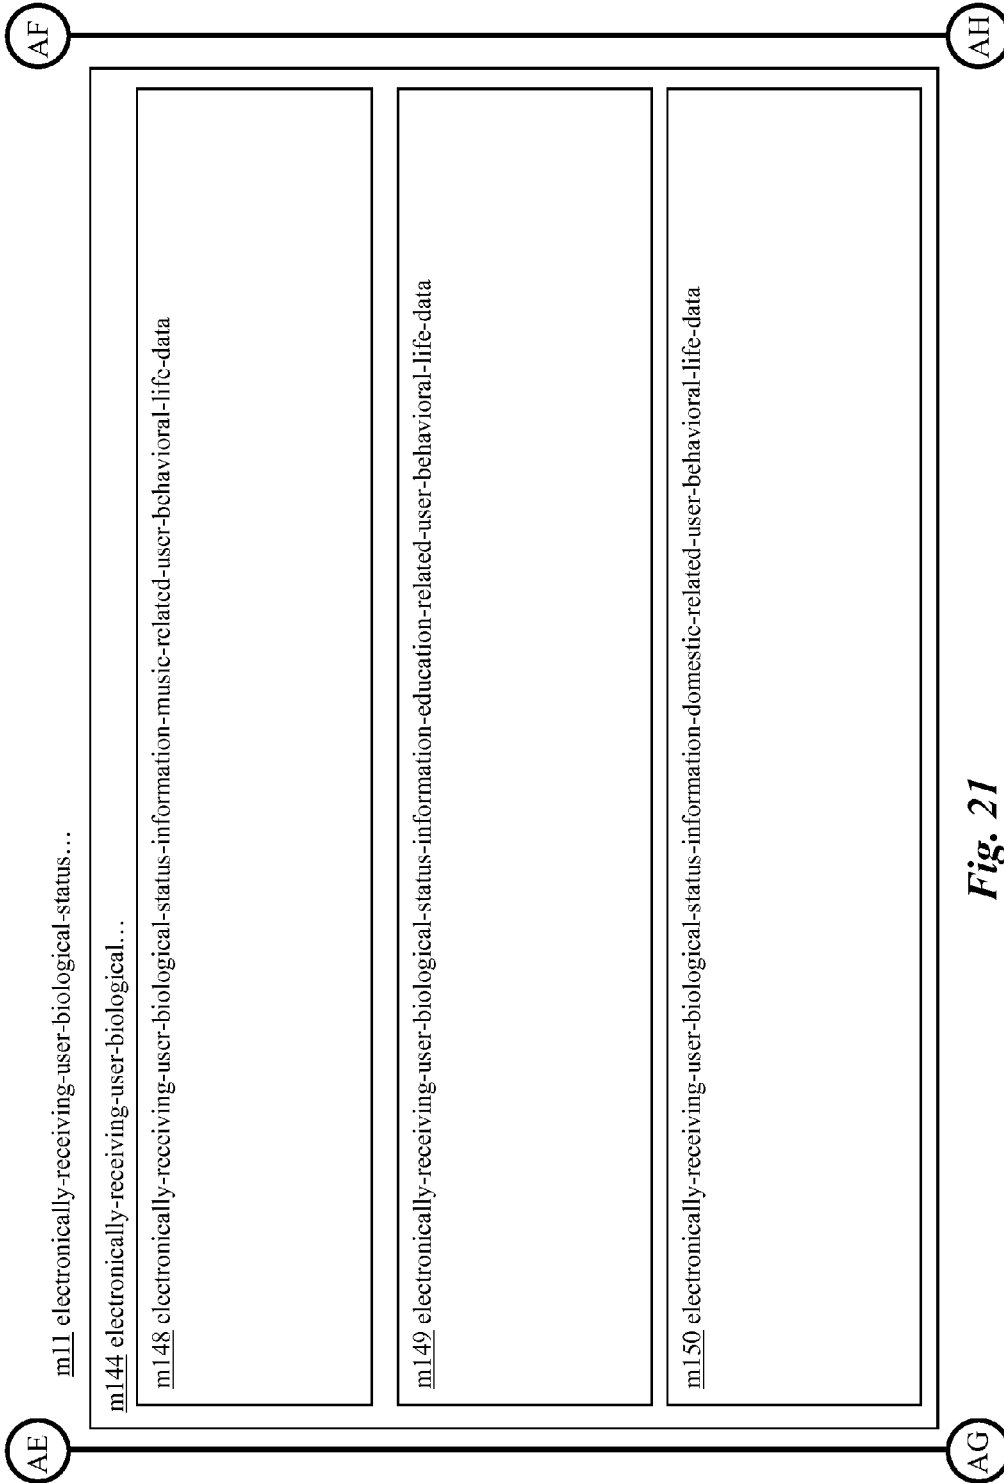 AE
AF
m11 electronically-receiving-user-biological-status...
m144 electronically-receiving-user-biological...
m148 electronically-receiving-user-biological-status-information-music-related-user-behavioral-life-data
m149 electronically-receiving-user-biological-status-information-education-related-user-behavioral-life-data
m150 electronically-receiving-user-biological-status-information-domestic-related-user-behavioral-life-data
AG
AH
Fig. 21